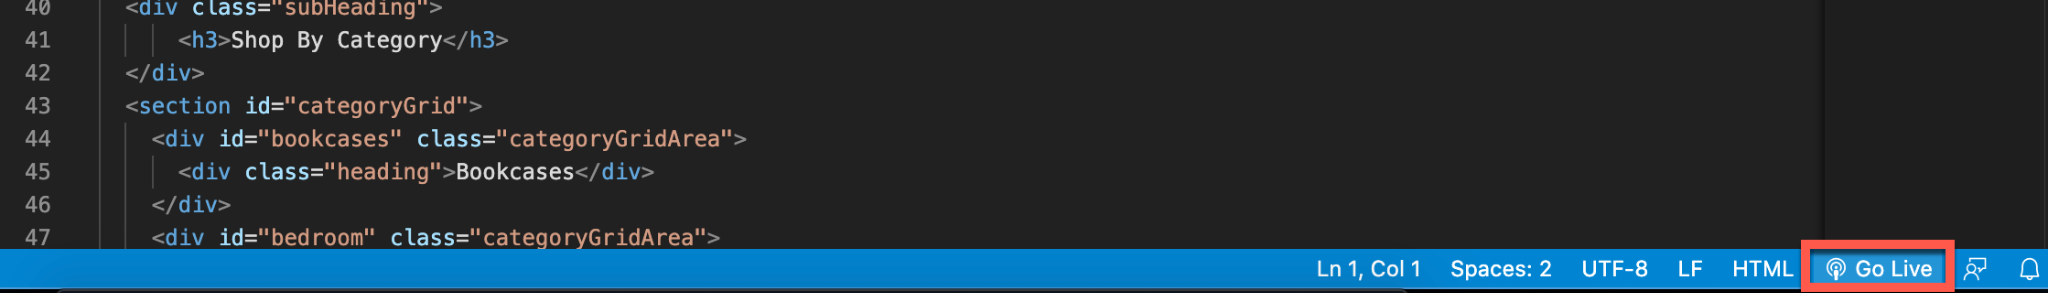 40 <div class="subHeading">
41 <h3>Shop By Category</h3>
42 </div>
43 <section id="categoryGrid">
44 <div id="bookcases" class="categoryGridArea">
45 <div class="heading">Bookcases</div>
46 </div>
47 <div id="bedroom" class="categoryGridArea">
Ln 1, Col 1 Spaces: 2 UTF-8 LF HTML Go Live